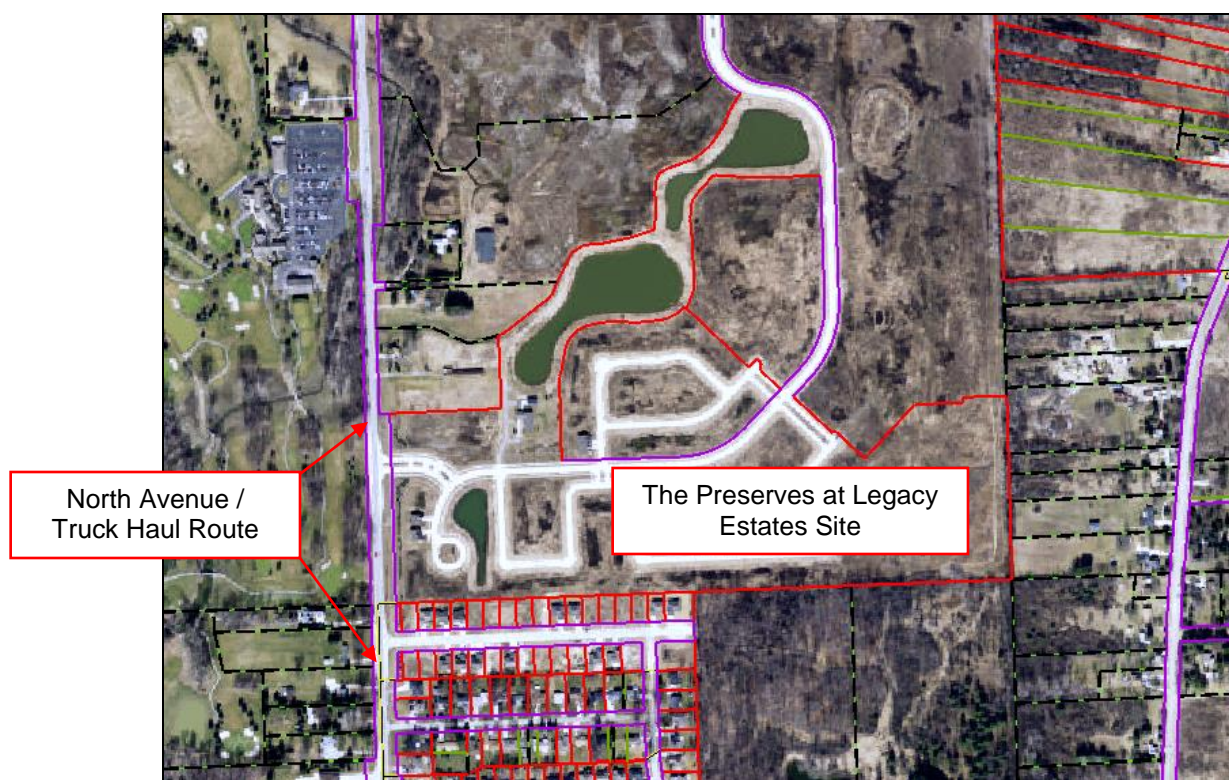 North Avenue /
Truck Haul Route
The Preserves at Legacy
Estates Site